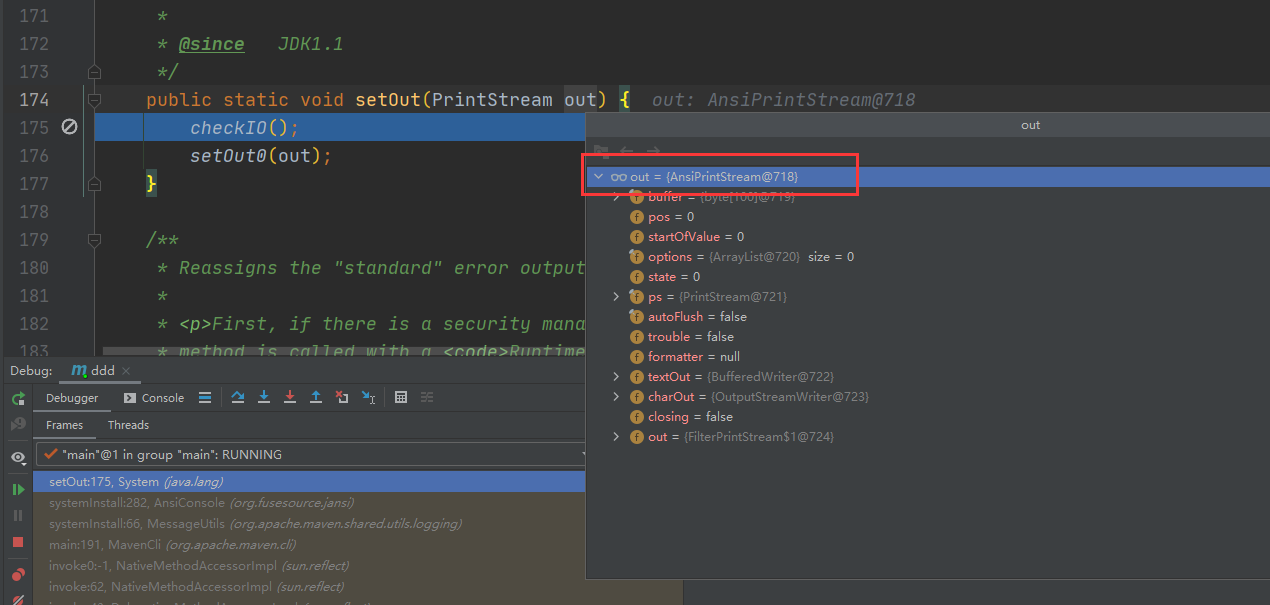 171 *
172 * @since JDK1.1
173 */
174 public static void setOut(PrintStream out) { out: AnsiPrintStream@718
175 checkIO();
176 setOut0(out);
177 }
178
179 /**
180 * Reassigns the "standard" error output
181 *
182 * <p>First, if there is a security mana
183 * method is called with a <code>Runtime
out
out = {AnsiPrintStream@718}
buffer = {byte[100]@719}
pos = 0
startOfValue = 0
options = {ArrayList@720} size = 0
state = 0
ps = {PrintStream@721}
autoFlush = false
trouble = false
formatter = null
textOut = {BufferedWriter@722}
charOut = {OutputStreamWriter@723}
closing = false
out = {FilterPrintStream$1@724}
Debug: ddd
Debugger Console
Frames Threads
"main"@1 in group "main": RUNNING
setOut:175, System (java.lang)
systemInstall:282, AnsiConsole (org.fusesource.jansi)
systemInstall:66, MessageUtils (org.apache.maven.shared.utils.logging)
main:191, MavenCli (org.apache.maven.cli)
invoke0:-1, NativeMethodAccessorImpl (sun.reflect)
invoke:62, NativeMethodAccessorImpl (sun.reflect)